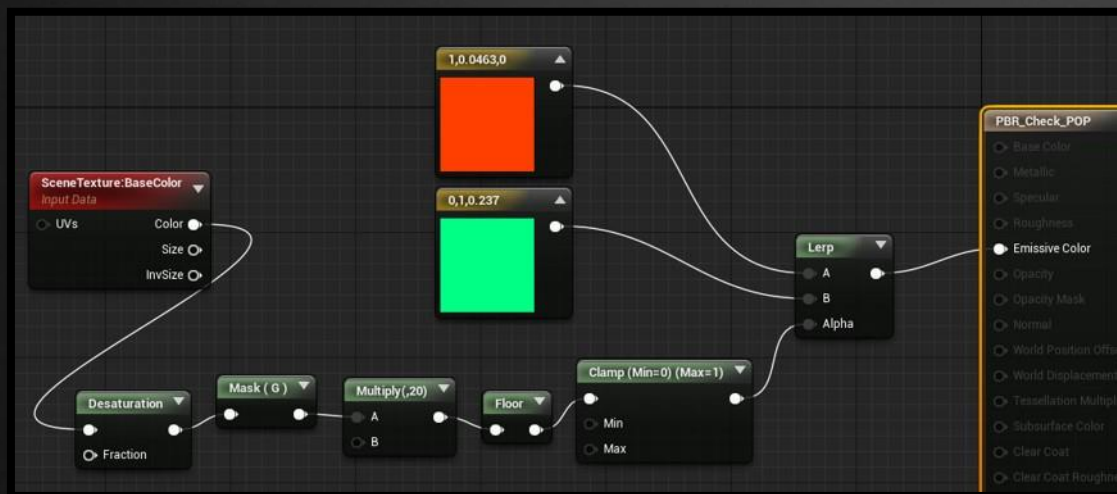 1,0.0463,0
PBR_Check_POP
Base Color
Metallic
Specular
Roughness
Emissive Color
Opacity
Opacity Mask
Normal
World Position Offs
World Displacement
Tessellation Multipl
Subsurface Color
Clear Coat
Clear Coat Roughn
SceneTexture:BaseColor
Input Data
UVs Color
Size
InvSize
0,1,0.237
Lerp
A
B
Alpha
Desaturation
Fraction
Mask ( G )
Multiply(,20)
A
B
Floor
Clamp (Min=0) (Max=1)
Min
Max